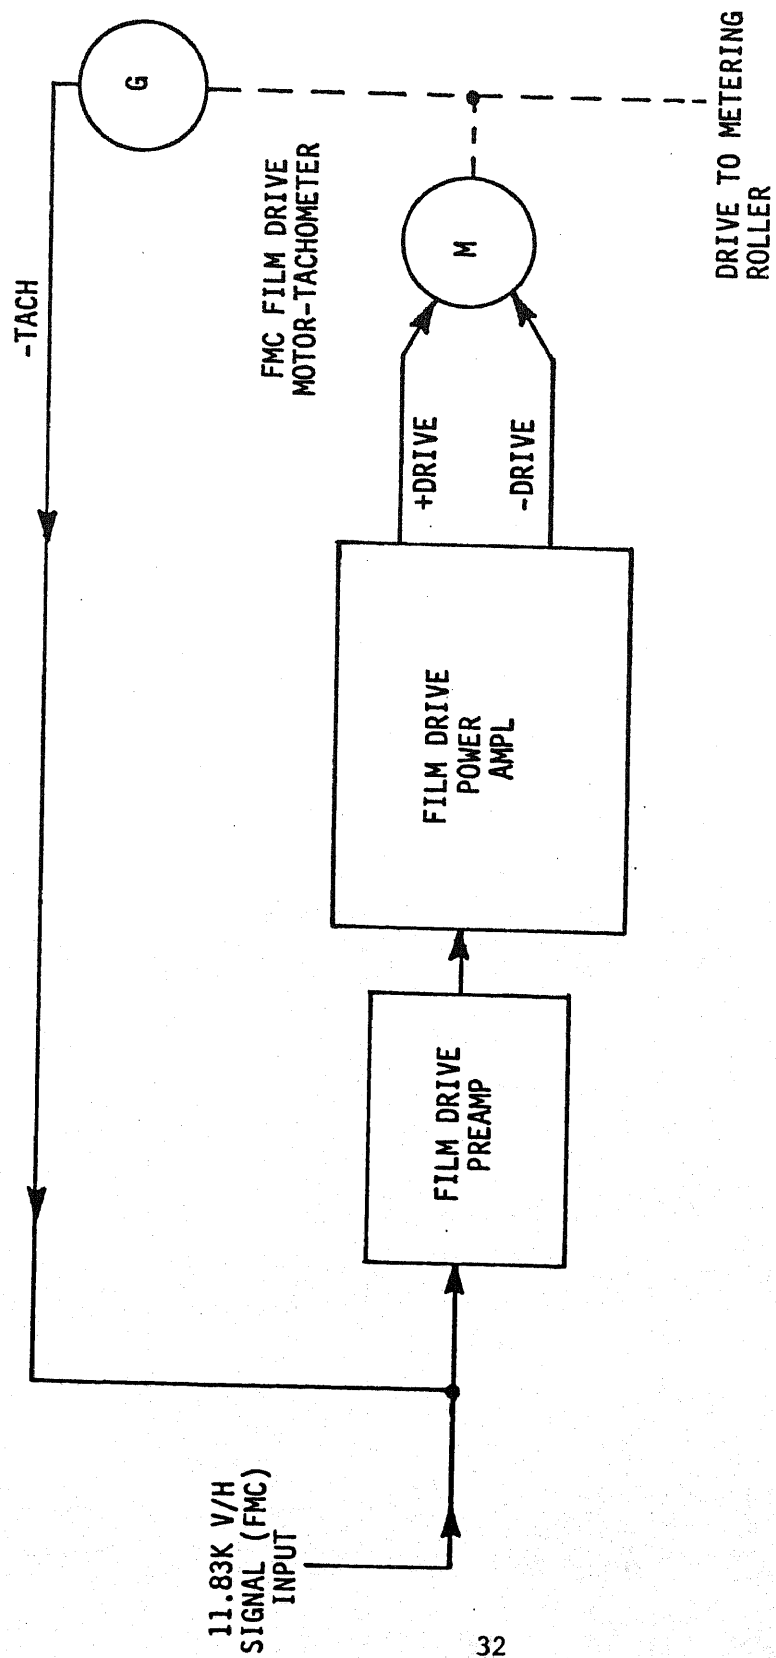 11.83K V/H
SIGNAL (FMC)
INPUT
FILM DRIVE
PREAMP
FILM DRIVE
POWER
AMPL
+DRIVE
-DRIVE
-TACH
FMC FILM DRIVE
MOTOR-TACHOMETER
M
G
DRIVE TO METERING
ROLLER
32